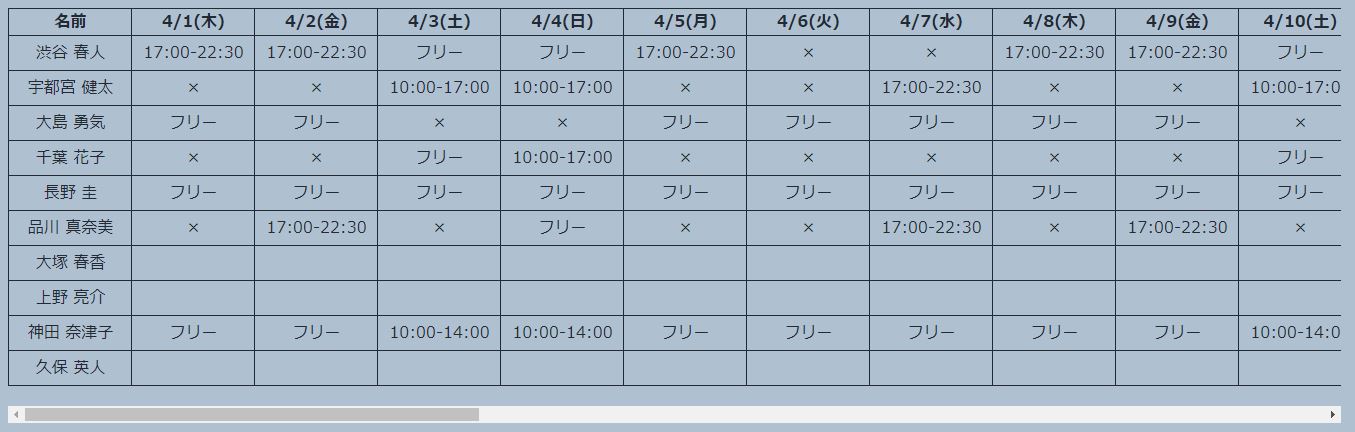 名前 4/1(木) 4/2(金) 4/3(土) 4/4(日) 4/5(月) 4/6(火) 4/7(水) 4/8(木) 4/9(金) 4/10(土)
渋谷 春人 17:00-22:30 17:00-22:30 フリー フリー 17:00-22:30 × × 17:00-22:30 17:00-22:30 フリー
宇都宮 健太 × × 10:00-17:00 10:00-17:00 × × 17:00-22:30 × × 10:00-17:0
大島 勇気 フリー フリー × × フリー フリー フリー フリー フリー ×
千葉 花子 × × フリー 10:00-17:00 × × × × × フリー
長野 圭 フリー フリー フリー フリー フリー フリー フリー フリー フリー フリー
品川 真奈美 × 17:00-22:30 × フリー × × 17:00-22:30 × 17:00-22:30 ×
大塚 春香
上野 亮介
神田 奈津子 フリー フリー 10:00-14:00 10:00-14:00 フリー フリー フリー フリー フリー 10:00-14:0
久保 英人